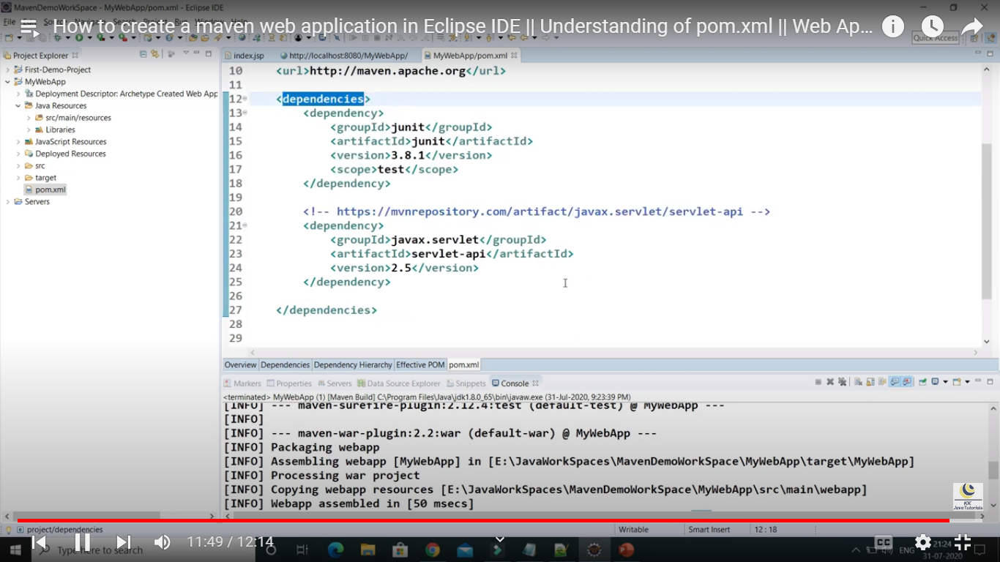 MavenDemoWorkSpace - MyWebApp/pom.xml - Eclipse IDE
How to create a maven web application in Eclipse IDE || Understanding of pom.xml || Web Ap...
Quick Access
Project Explorer
index.jsp
http://localhost:8080/MyWebApp/
MyWebApp/pom.xml
First-Demo-Project
MyWebApp
Deployment Descriptor: Archetype Created Web App
Java Resources
src/main/resources
Libraries
JavaScript Resources
Deployed Resources
src
target
pom.xml
Servers
10 <url>http://maven.apache.org</url>
11
12 <dependencies>
13 <dependency>
14 <groupId>junit</groupId>
15 <artifactId>junit</artifactId>
16 <version>3.8.1</version>
17 <scope>test</scope>
18 </dependency>
19
20 <!-- https://mvnrepository.com/artifact/javax.servlet/servlet-api -->
21 <dependency>
22 <groupId>javax.servlet</groupId>
23 <artifactId>servlet-api</artifactId>
24 <version>2.5</version>
25 </dependency>
26
27 </dependencies>
28
29
Overview Dependencies Dependency Hierarchy Effective POM pom.xml
Markers Properties Servers Data Source Explorer Snippets Console
<terminated> MyWebApp (1) [Maven Build] C:\Program Files\Java\jdk1.8.0_65\bin\javaw.exe (31-Jul-2020, 9:23:39 PM)
[INFO] --- maven-surefire-plugin:2.12.4:test (default-test) @ MyWebApp ---
[INFO]
[INFO] --- maven-war-plugin:2.2:war (default-war) @ MyWebApp ---
[INFO] Packaging webapp
[INFO] Assembling webapp [MyWebApp] in [E:\JavaWorkSpaces\MavenDemoWorkSpace\MyWebApp\target\MyWebApp]
[INFO] Processing war project
[INFO] Copying webapp resources [E:\JavaWorkSpaces\MavenDemoWorkSpace\MyWebApp\src\main\webapp]
[INFO] Webapp assembled in [50 msecs]
KK
JavaTutorials
project/dependencies
Writable
Smart Insert
12 : 18
Type here to search
11:49 / 12:14
CC
ENG
21:24
31-07-2020